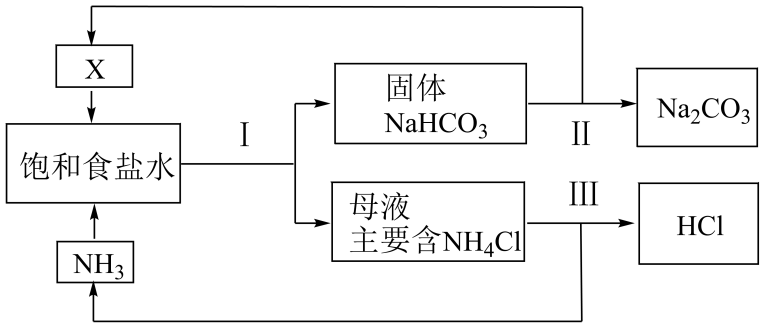 X
饱和食盐水
NH₃
I
固体
NaHCO₃
II
Na₂CO₃
母液
主要含NH₄Cl
III
HCl